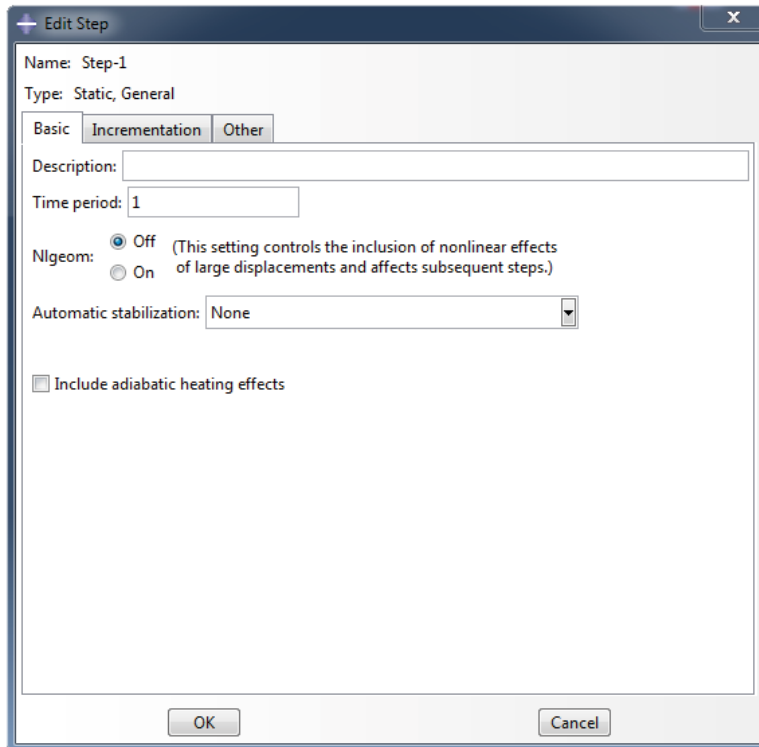 Edit Step
X
Name: Step-1
Type: Static, General
Basic Incrementation Other
Description:
Time period: 1
Nlgeom: Off (This setting controls the inclusion of nonlinear effects
On of large displacements and affects subsequent steps.)
Automatic stabilization: None
Include adiabatic heating effects
OK Cancel